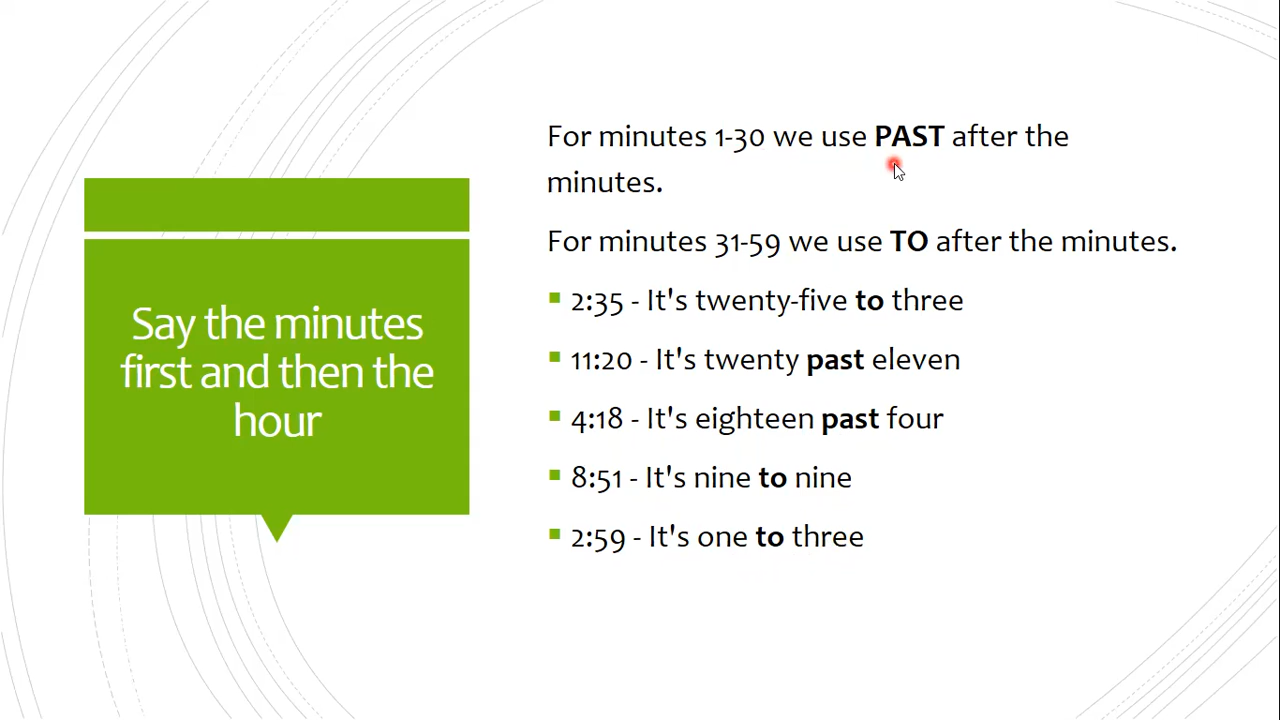 Say the minutes
first and then the
hour
For minutes 1-30 we use PAST after the
minutes.
For minutes 31-59 we use TO after the minutes.
2:35 - It's twenty-five to three
11:20 - It's twenty past eleven
4:18 - It's eighteen past four
8:51 - It's nine to nine
2:59 - It's one to three